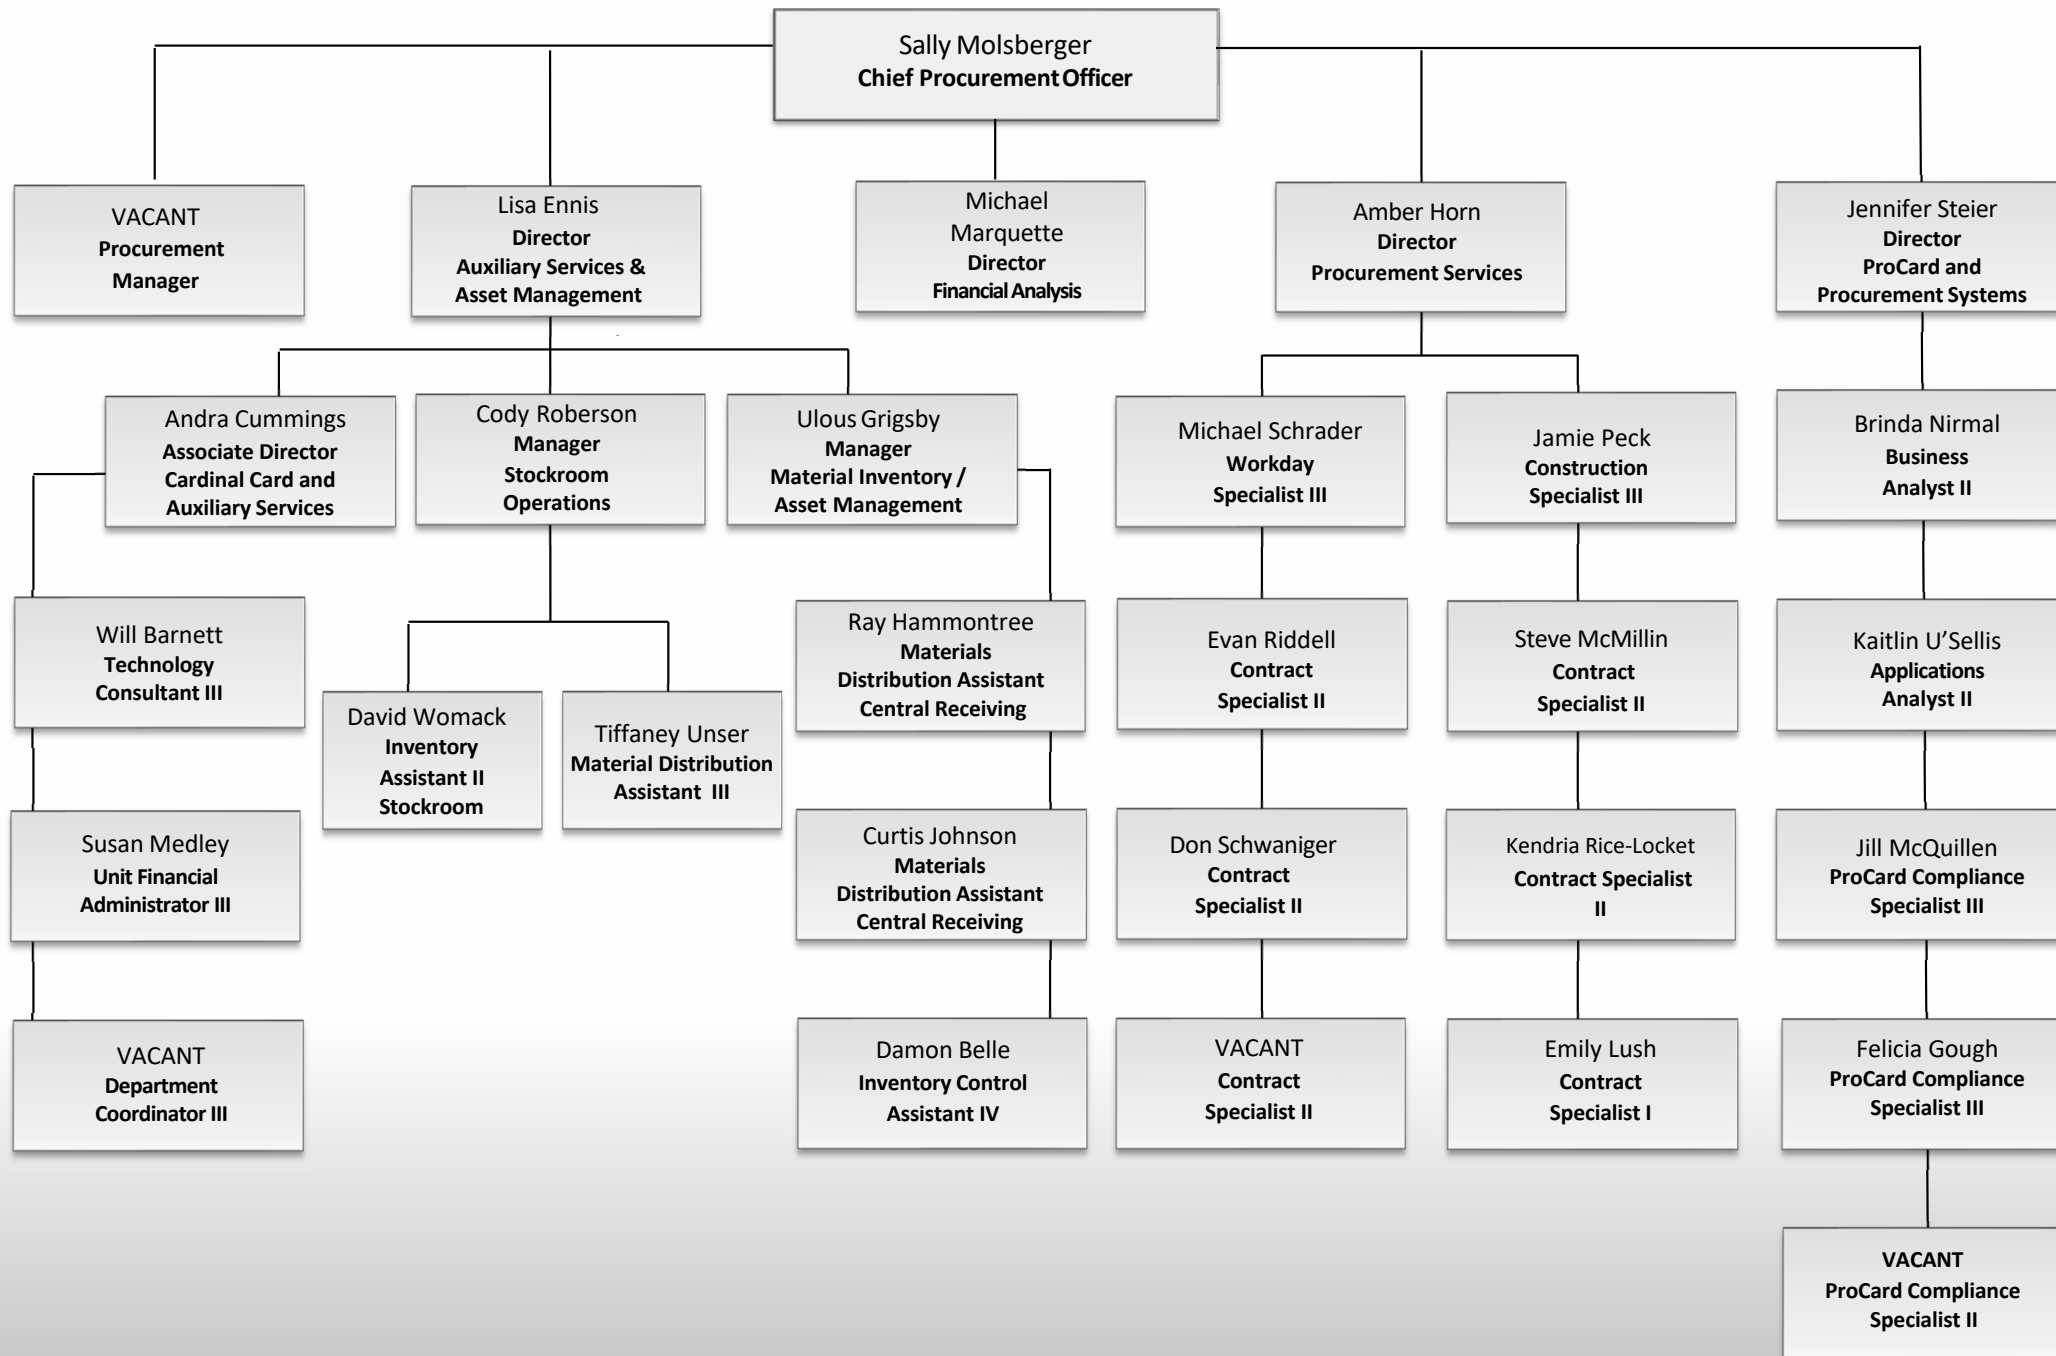 Sally Molsberger
Chief Procurement Officer
VACANT
Procurement
Manager
Lisa Ennis
Director
Auxiliary Services &
Asset Management
Michael
Marquette
Director
Financial Analysis
Amber Horn
Director
Procurement Services
Jennifer Steier
Director
ProCard and
Procurement Systems
Andra Cummings
Associate Director
Cardinal Card and
Auxiliary Services
Cody Roberson
Manager
Stockroom
Operations
Ulous Grigsby
Manager
Material Inventory /
Asset Management
Michael Schrader
Workday
Specialist III
Jamie Peck
Construction
Specialist III
Brinda Nirmal
Business
Analyst II
Will Barnett
Technology
Consultant III
David Womack
Inventory
Assistant II
Stockroom
Tiffaney Unser
Material Distribution
Assistant III
Ray Hammontree
Materials
Distribution Assistant
Central Receiving
Evan Riddell
Contract
Specialist II
Steve McMillin
Contract
Specialist II
Kaitlin U’Sellis
Applications
Analyst II
Susan Medley
Unit Financial
Administrator III
Curtis Johnson
Materials
Distribution Assistant
Central Receiving
Don Schwaniger
Contract
Specialist II
Kendria Rice-Locket
Contract Specialist
II
Jill McQuillen
ProCard Compliance
Specialist III
VACANT
Department
Coordinator III
Damon Belle
Inventory Control
Assistant IV
VACANT
Contract
Specialist II
Emily Lush
Contract
Specialist I
Felicia Gough
ProCard Compliance
Specialist III
VACANT
ProCard Compliance
Specialist II